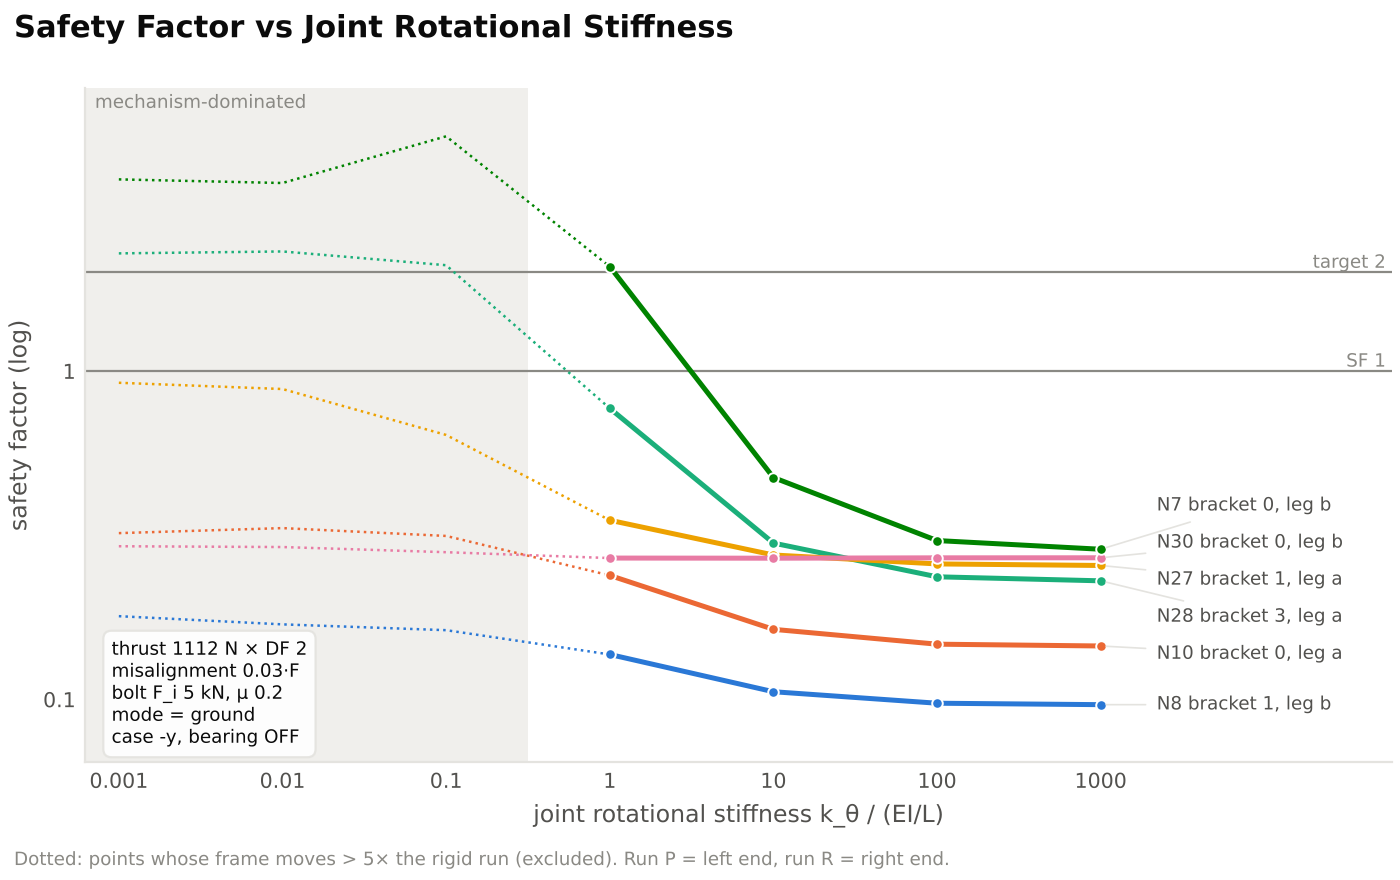 Safety Factor vs Joint Rotational Stiffness
mechanism-dominated
target 2
SF 1
safety factor (log)
1
0.1
N7 bracket 0, leg b
N30 bracket 0, leg b
N27 bracket 1, leg a
N28 bracket 3, leg a
N10 bracket 0, leg a
N8 bracket 1, leg b
thrust 1112 N × DF 2
misalignment 0.03·F
bolt F_i 5 kN, μ 0.2
mode = ground
case -y, bearing OFF
0.001 0.01 0.1 1 10 100 1000
joint rotational stiffness k_θ / (EI/L)
Dotted: points whose frame moves > 5× the rigid run (excluded). Run P = left end, run R = right end.